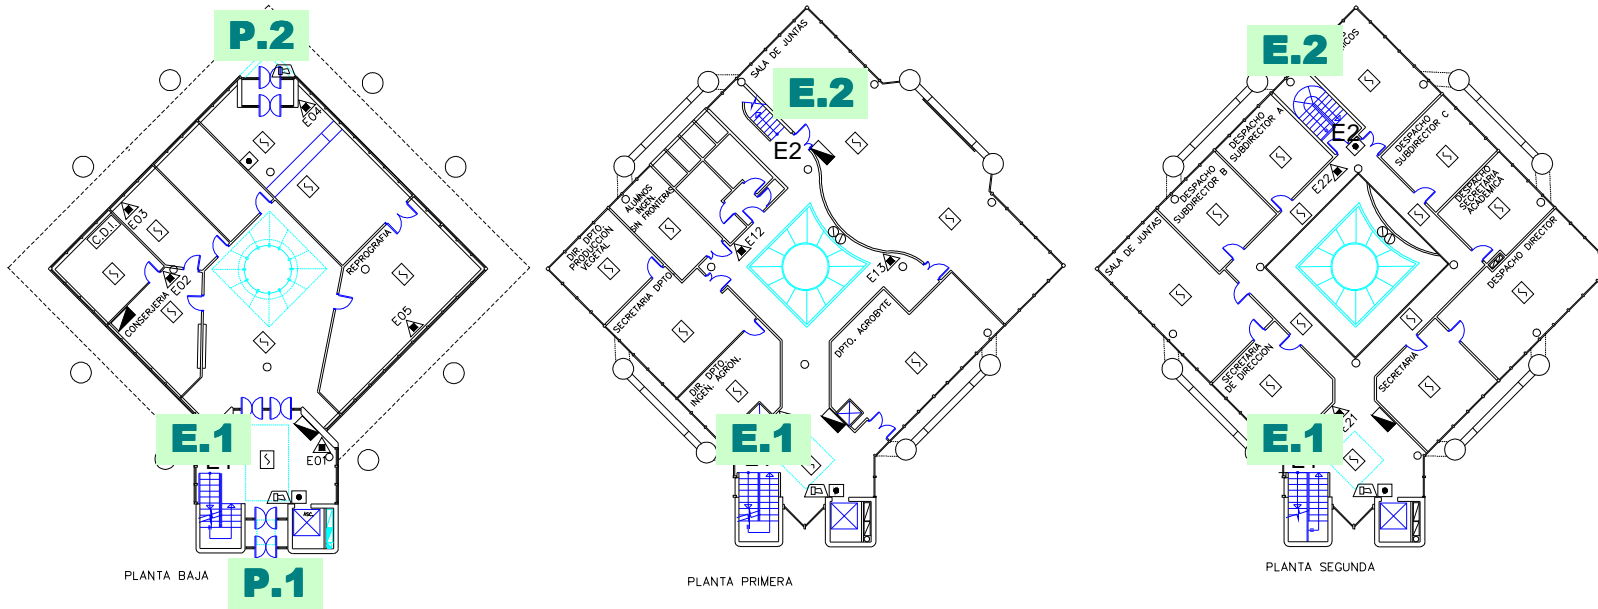 P.2
E04
E03
C.D.I.
REPROGRAFIA
E02
CONSERJERIA
E05
E.1
E01
ASC.
P.1
PLANTA BAJA
SALA DE JUNTAS
E.2
E2
ALUMNOS
INGEN.
SIN FRONTERAS
DIR. DPTO.
PRODUCCION
VEGETAL
E12
SECRETARIA DPTO.
E13
DPTO. AGROBYTE
DIR. DPTO.
INGEN. AGRON.
E.1
PLANTA PRIMERA
E.2
E2
DESPACHO
SUBDIRECTOR A
DESPACHO
SUBDIRECTOR C
E22
DESPACHO
SUBDIRECTOR B
DESPACHO
SECRETARIA
ACADEMICA
SALA DE JUNTAS
DESPACHO DIRECTOR
SECRETARIA
DE DIRECCION
SECRETARIA
E.1
E21
PLANTA SEGUNDA